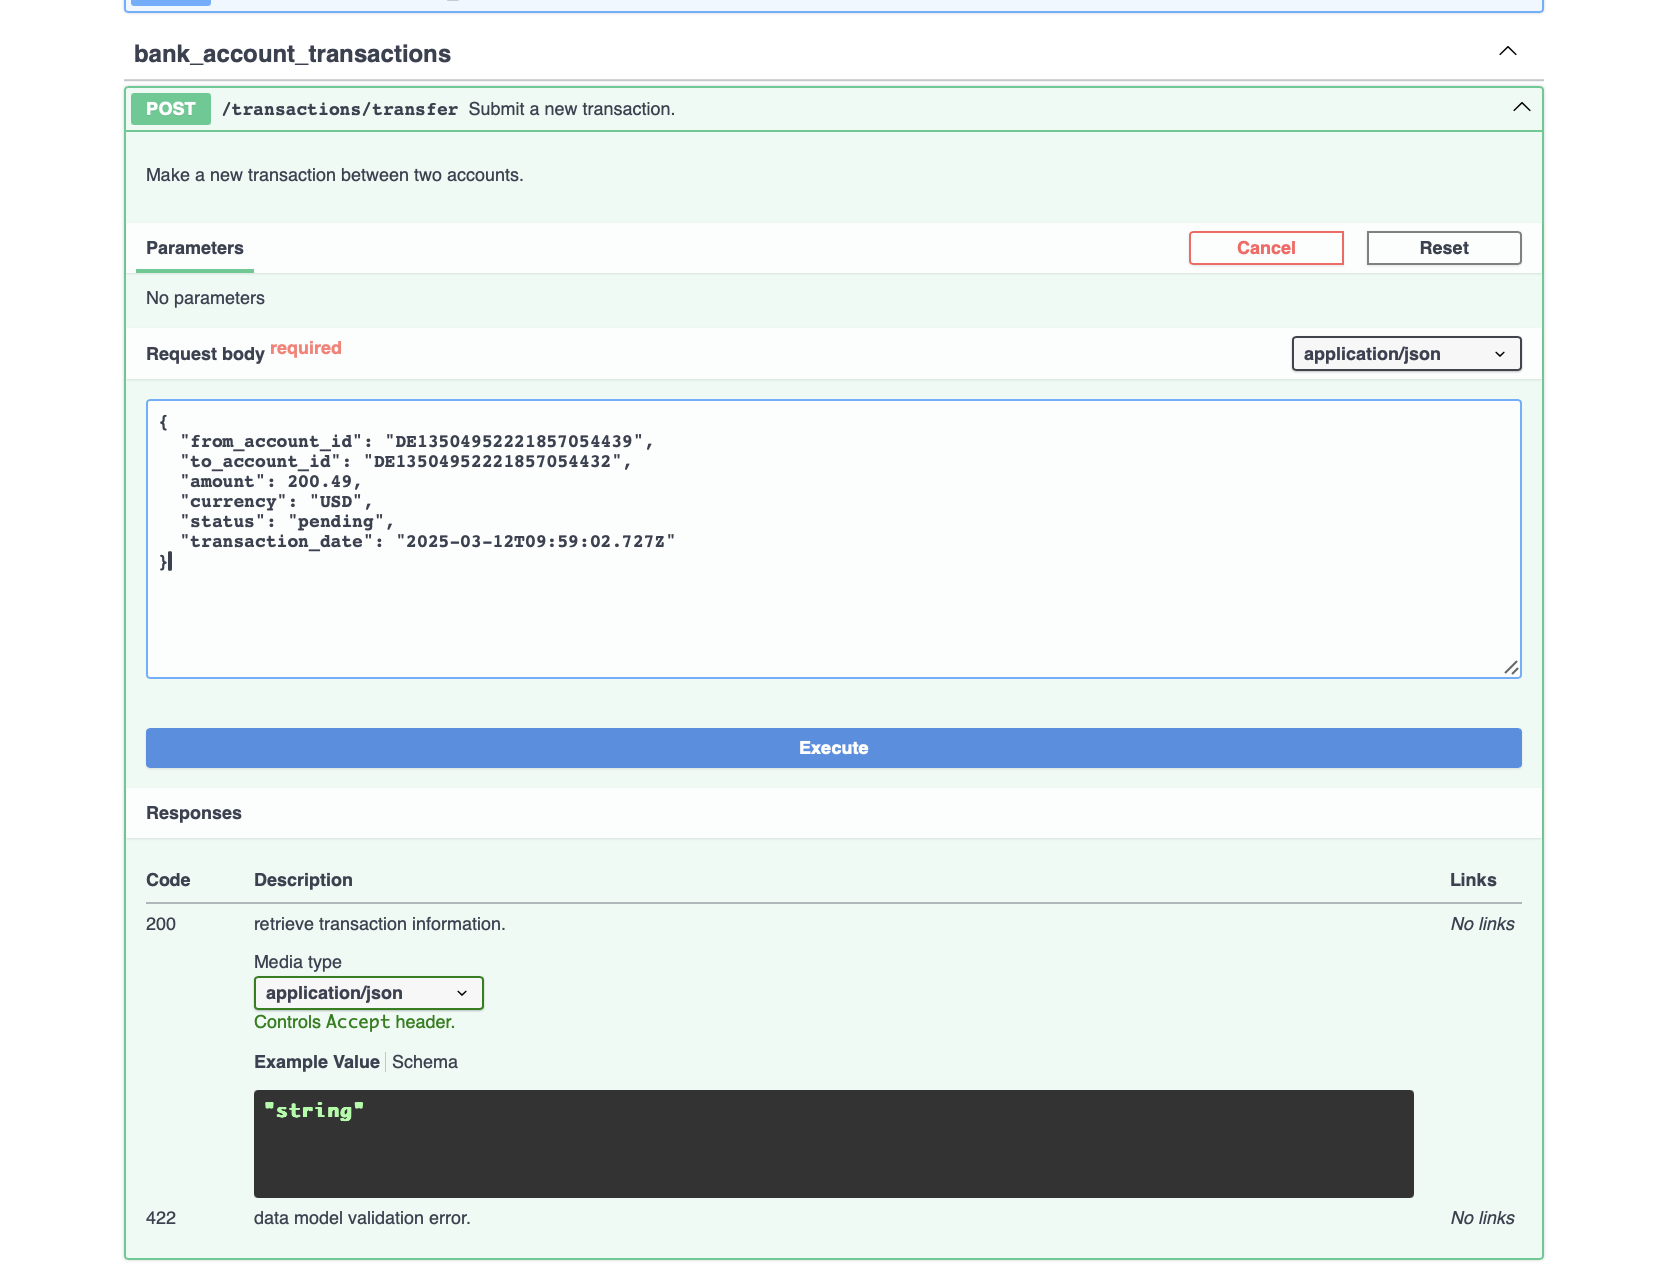 bank_account_transactions
POST /transactions/transfer Submit a new transaction.
Make a new transaction between two accounts.
Parameters Cancel Reset
No parameters
Request body required application/json
{
  "from_account_id": "DE13504952221857054439",
  "to_account_id": "DE13504952221857054432",
  "amount": 200.49,
  "currency": "USD",
  "status": "pending",
  "transaction_date": "2025-03-12T09:59:02.727Z"
}
Execute
Responses
Code Description Links
200 retrieve transaction information. No links
Media type
application/json
Controls Accept header.
Example Value Schema
"string"
422 data model validation error. No links